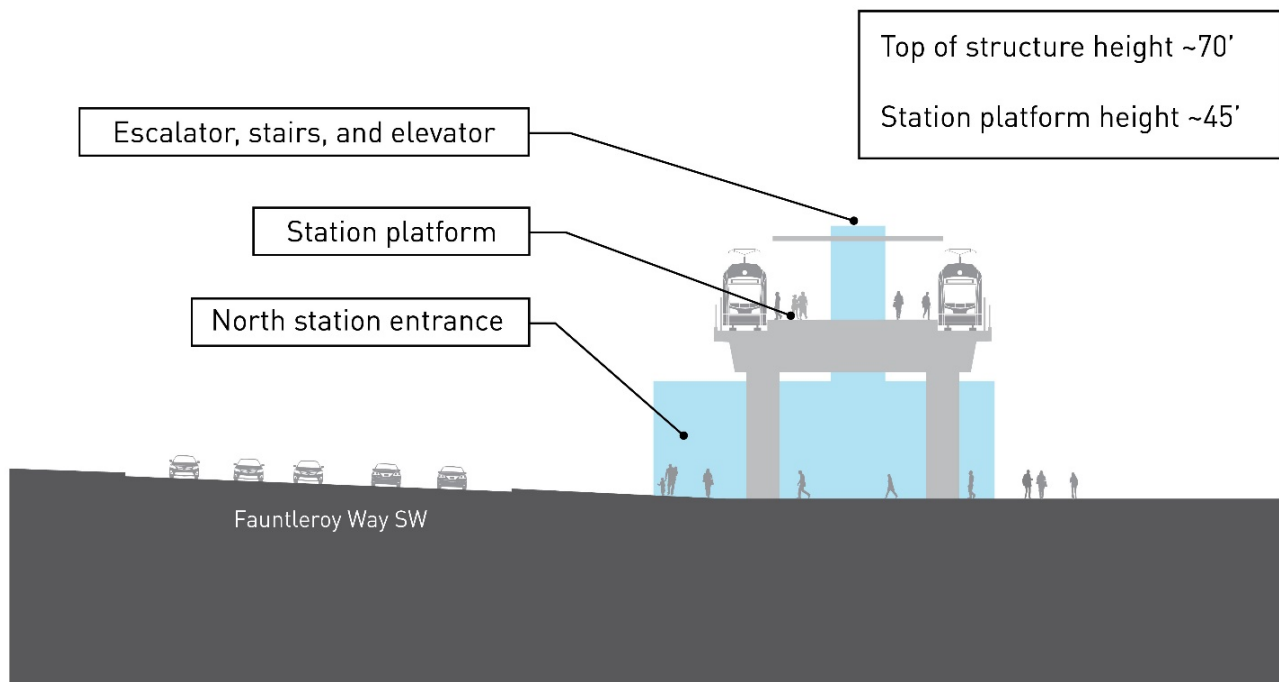 Top of structure height ~70’
Station platform height ~45’
Escalator, stairs, and elevator
Station platform
North station entrance
Fauntleroy Way SW